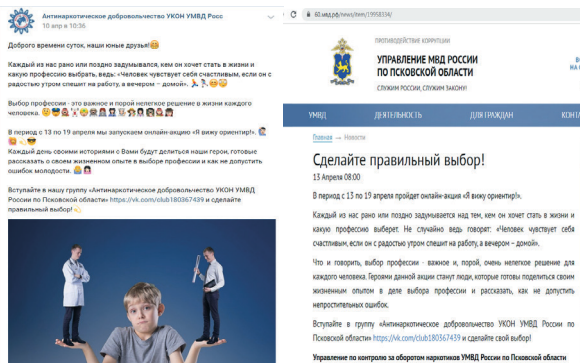 Антинаркотическое добровольчество УКОН УМВД Росс
10 апр в 10:36
Доброго времени суток, наши юные друзья!
Каждый из нас рано или поздно задумывался, кем он хочет стать в жизни и
какую профессию выбрать, ведь: «Человек чувствует себя счастливым, если он с
радостью утром спешит на работу, а вечером – домой».
Выбор профессии - это важное и порой нелегкое решение в жизни каждого
человека.
В период с 13 по 19 апреля мы запускаем онлайн-акцию «Я вижу ориентир!».
Каждый день своими историями с Вами будут делиться наши герои, готовые
рассказать о своем жизненном опыте в выборе профессии и как не допустить
ошибок молодости.
Вступайте в нашу группу «Антинаркотическое добровольчество УКОН УМВД
России по Псковской области» https://vk.com/club180367439 и сделайте
правильный выбор!
60.мвд.рф/news/item/19958334/
ПРОТИВОДЕЙСТВИЕ КОРРУПЦИИ
УПРАВЛЕНИЕ МВД РОССИИ
ПО ПСКОВСКОЙ ОБЛАСТИ
СЛУЖИМ РОССИИ, СЛУЖИМ ЗАКОНУ!
УМВД ДЕЯТЕЛЬНОСТЬ ДЛЯ ГРАЖДАН КОНТА
Главная → Новости
Сделайте правильный выбор!
13 Апреля 08:00
В период с 13 по 19 апреля пройдет онлайн-акция «Я вижу ориентир!».
Каждый из нас рано или поздно задумывается над тем, кем он хочет стать в жизни и
какую профессию выберет. Не случайно ведь говорят: «Человек чувствует себя
счастливым, если он с радостью утром спешит на работу, а вечером – домой».
Что и говорить, выбор профессии - важное и, порой, очень нелегкое решение для
каждого человека. Героями данной акции станут люди, которые готовы поделиться своим
жизненным опытом в деле выбора профессии и рассказать, как не допустить
непростительных ошибок.
Вступайте в группу «Антинаркотическое добровольчество УКОН УМВД России по
Псковской области» https://vk.com/club180367439 и сделайте свой выбор!
Управление по контролю за оборотом наркотиков УМВД России по Псковской области